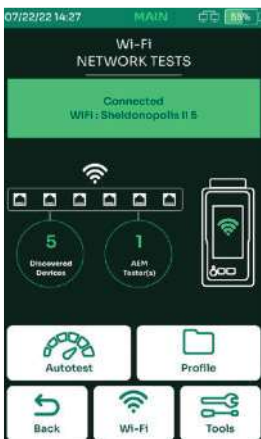 07/22/22 14:27 MAIN 55%
Wi-Fi
NETWORK TESTS
Connected
WiFi : Sheldonopolis II 5
5 1
Discovered AEM
Devices Tester(s)
Autotest Profile
Back Wi-Fi Tools